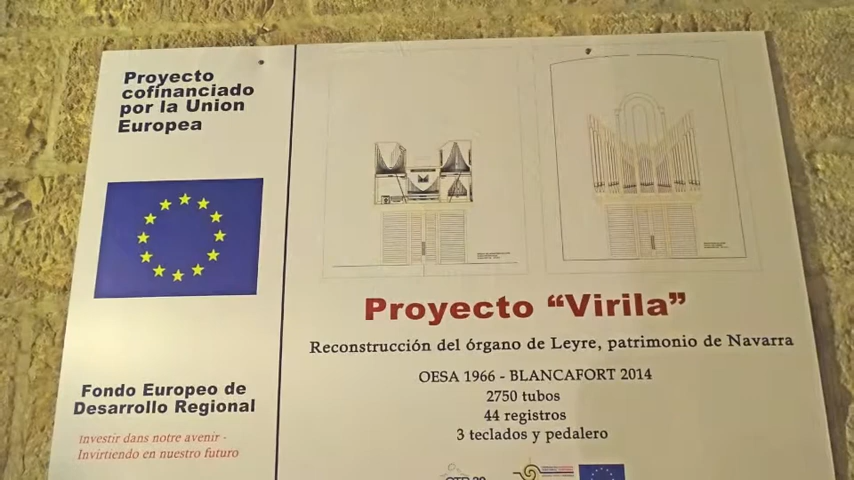 Proyecto
cofinanciado
por la Union
Europea
Fondo Europeo de
Desarrollo Regional
Investir dans notre avenir -
Invirtiendo en nuestro futuro
Proyecto “Virila”
Reconstrucción del órgano de Leyre, patrimonio de Navarra
OESA 1966 - BLANCAFORT 2014
2750 tubos
44 registros
3 teclados y pedalero